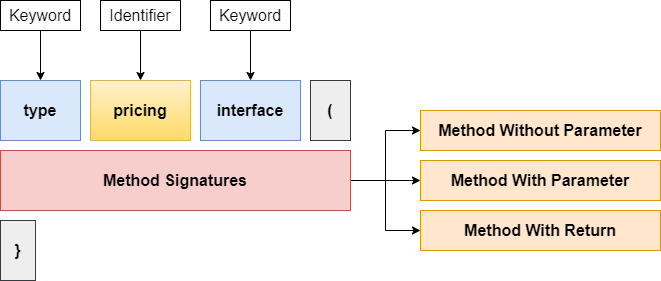 Keyword Identifier Keyword
type pricing interface (
Method Signatures
Method Without Parameter
Method With Parameter
Method With Return
}